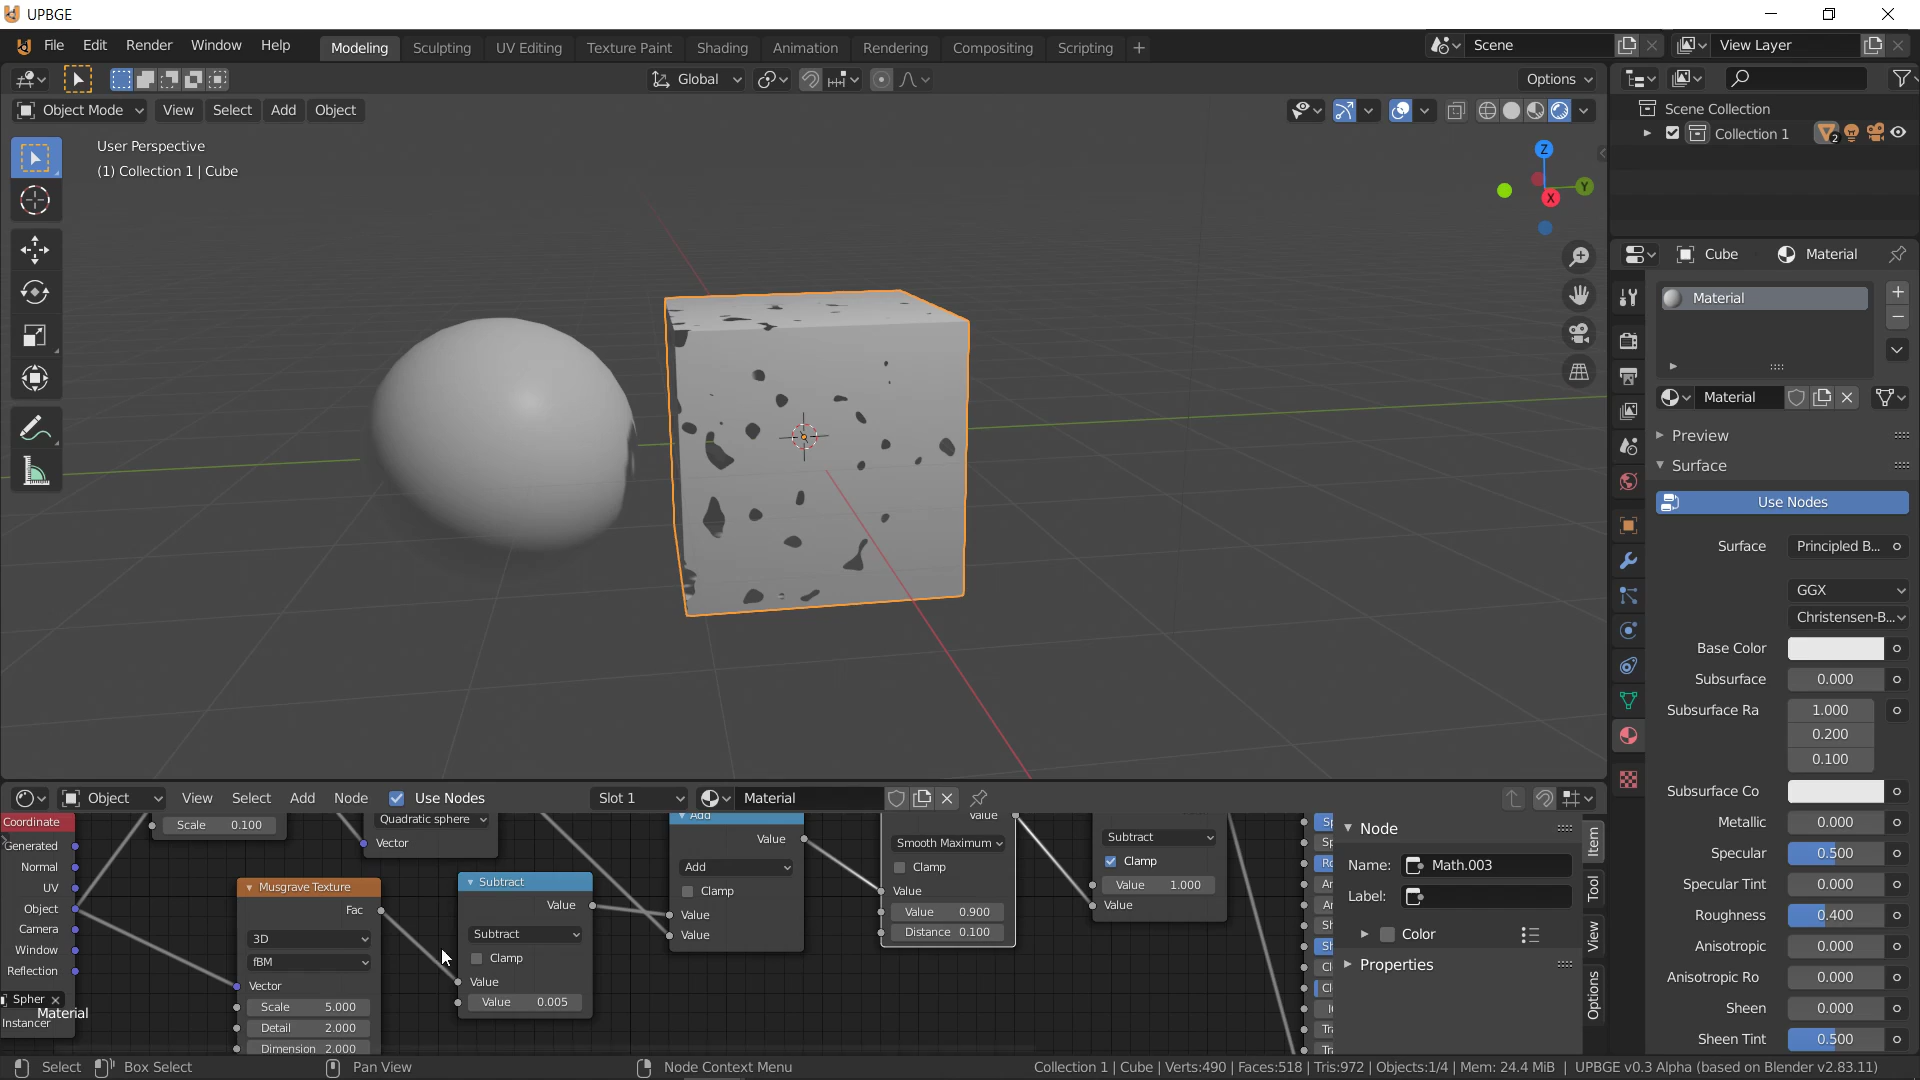 UPBGE
File Edit Render Window Help
Modeling Sculpting UV Editing Texture Paint Shading Animation Rendering Compositing Scripting +
Scene
View Layer
Global
Options
Object Mode View Select Add Object
User Perspective
(1) Collection 1 | Cube
Z
Y
X
Scene Collection
Collection 1
2
Cube Material
Material
Material
Preview
Surface
Use Nodes
Surface Principled B...
GGX
Christensen-B...
Base Color
Subsurface 0.000
Subsurface Ra 1.000
0.200
0.100
Subsurface Co
Metallic 0.000
Specular 0.500
Specular Tint 0.000
Roughness 0.400
Anisotropic 0.000
Anisotropic Ro 0.000
Sheen 0.000
Sheen Tint 0.500
Object View Select Add Node Use Nodes Slot 1 Material
Coordinate
Generated
Normal
UV
Object
Camera
Window
Reflection
Spher
Instancer
Material
Scale 0.100
Musgrave Texture
Fac
3D
fBM
Vector
Scale 5.000
Detail 2.000
Dimension 2.000
Quadratic sphere
Vector
Subtract
Value
Subtract
Clamp
Value
Value 0.005
Add
Value
Add
Clamp
Value
Value
Value
Smooth Maximum
Clamp
Value
Value 0.900
Distance 0.100
Subtract
Clamp
Value 1.000
Value
Node
Name: Math.003
Label:
Color
Properties
Item
Tool
View
Options
Select Box Select Pan View Node Context Menu
Collection 1 | Cube | Verts:490 | Faces:518 | Tris:972 | Objects:1/4 | Mem: 24.4 MiB | UPBGE v0.3 Alpha (based on Blender v2.83.11)